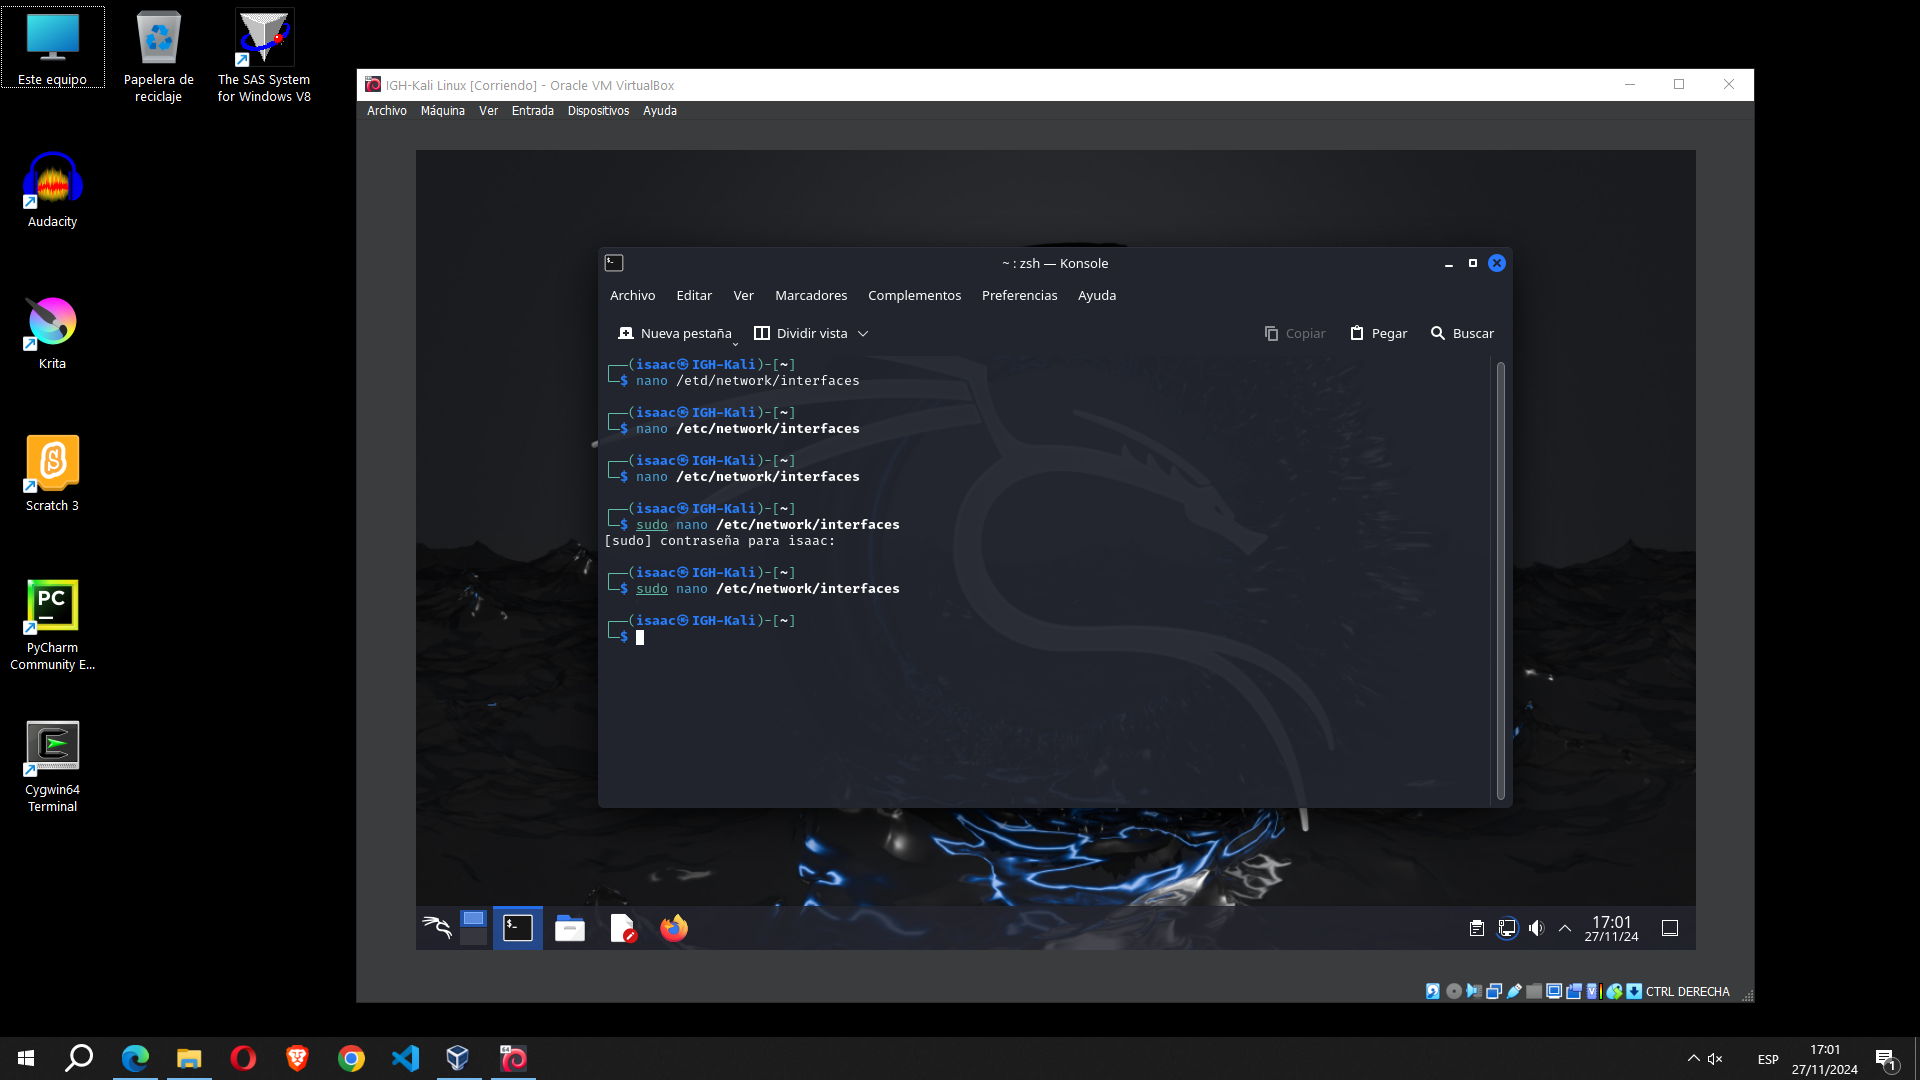 Este equipo
Papelera de
reciclaje
The SAS System
for Windows V8
Audacity
Krita
Scratch 3
PC
PyCharm
Community E...
Cygwin64
Terminal
IGH-Kali Linux [Corriendo] - Oracle VM VirtualBox
Archivo Máquina Ver Entrada Dispositivos Ayuda
~ : zsh — Konsole
Archivo Editar Ver Marcadores Complementos Preferencias Ayuda
Nueva pestaña Dividir vista Copiar Pegar Buscar
┌──(isaac㉿IGH-Kali)-[~]
└─$ nano /etd/network/interfaces
┌──(isaac㉿IGH-Kali)-[~]
└─$ nano /etc/network/interfaces
┌──(isaac㉿IGH-Kali)-[~]
└─$ nano /etc/network/interfaces
┌──(isaac㉿IGH-Kali)-[~]
└─$ sudo nano /etc/network/interfaces
[sudo] contraseña para isaac:
┌──(isaac㉿IGH-Kali)-[~]
└─$ sudo nano /etc/network/interfaces
┌──(isaac㉿IGH-Kali)-[~]
└─$
17:01
27/11/24
CTRL DERECHA
ESP
17:01
27/11/2024
1